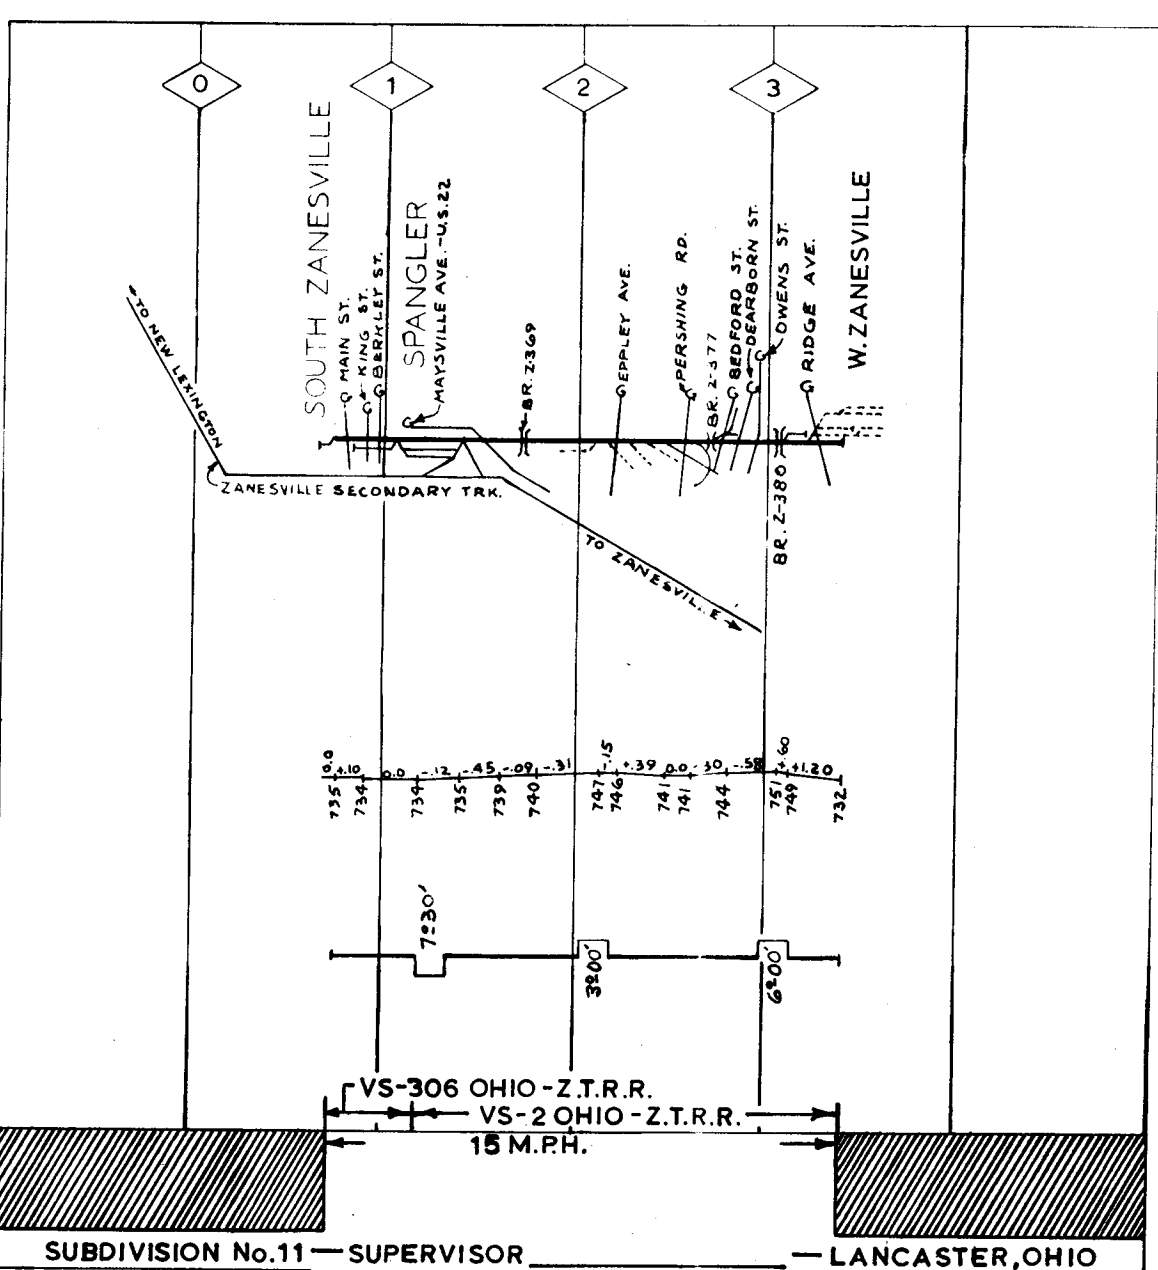 0
1
2
3
SOUTH ZANESVILLE
MAIN ST.
KING ST.
BERKLEY ST.
SPANGLER
MAYSVILLE AVE.-U.S.22
BR. Z-369
EPPLEY AVE.
PERSHING RD.
BR. Z-377
BEDFORD ST.
DEARBORN ST.
OWENS ST.
RIDGE AVE.
W. ZANESVILLE
TO NEW LEXINGTON
ZANESVILLE SECONDARY TRK.
BR. Z-380
TO ZANESVILLE
0.0 +.10 0.0 -.12 -.45 -.09 -.31 -.15 +.39 0.0 -.30 -.58 +.60 +1.20
735 734 734 735 739 740 747 746 741 741 744 751 749 732
7°30'
3°00'
6°00'
VS-306 OHIO-Z.T.R.R.
VS-2 OHIO-Z.T.R.R.
15 M.P.H.
SUBDIVISION No.11 — SUPERVISOR — LANCASTER, OHIO